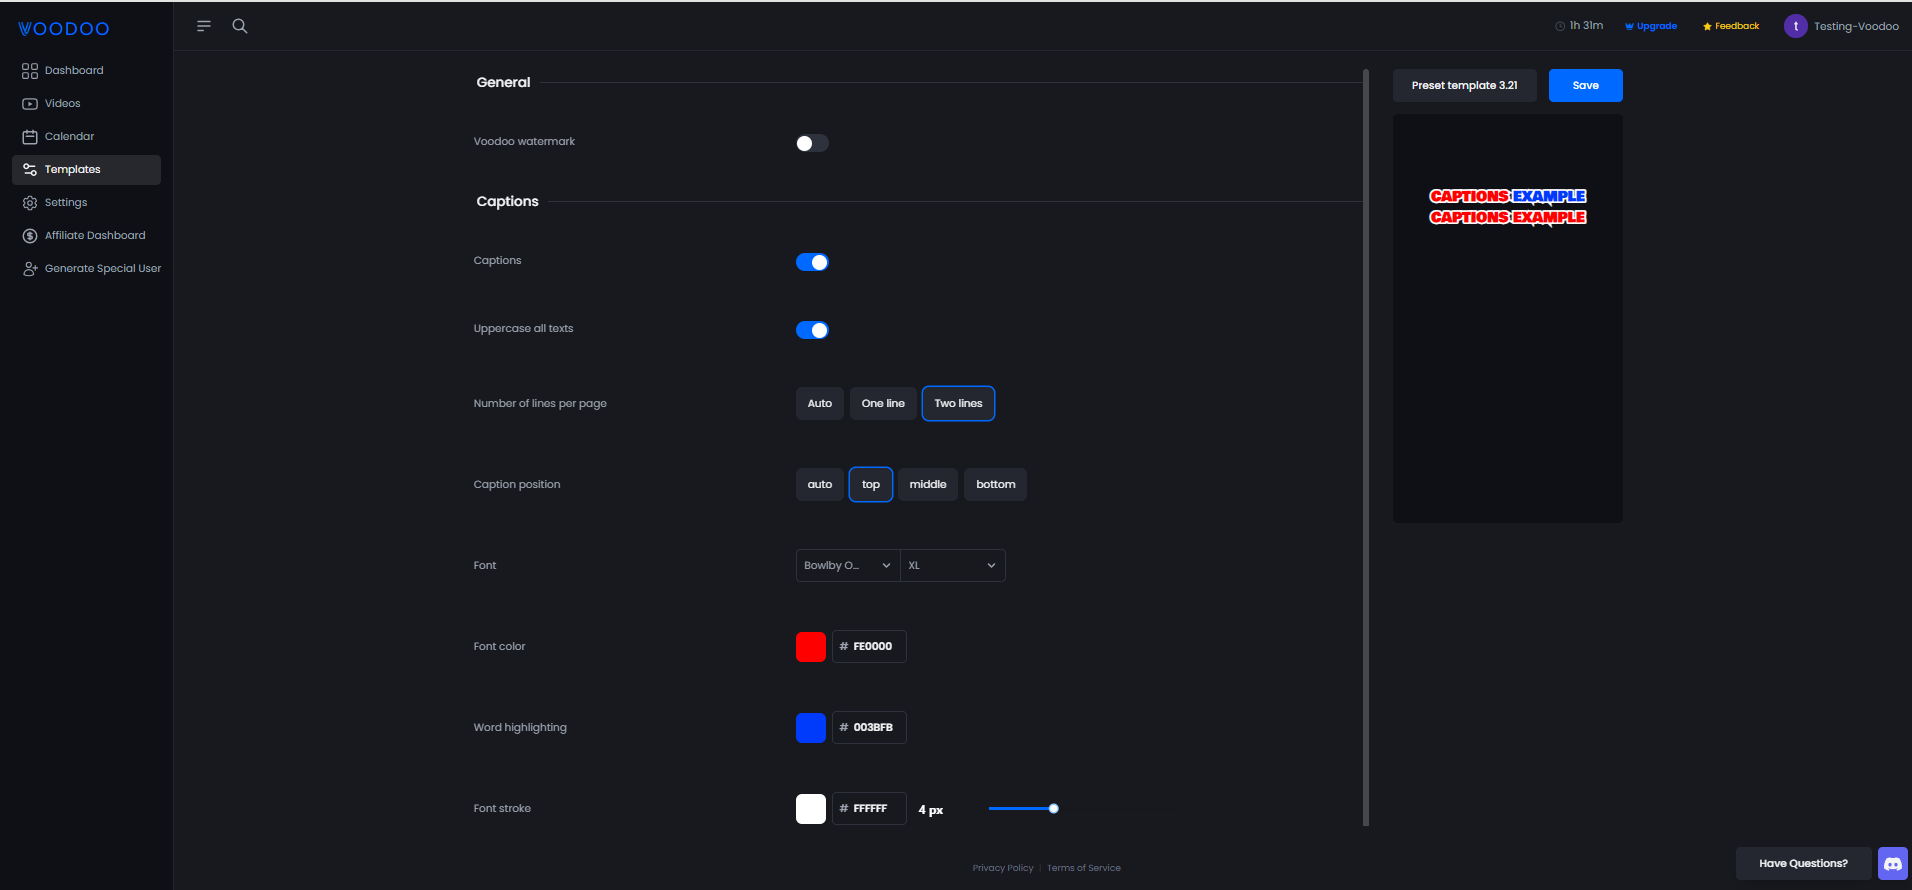 VOODOO
1h 31m
Upgrade
Feedback
t
Testing-Voodoo
Dashboard
Videos
Calendar
Templates
Settings
Affiliate Dashboard
Generate Special User
General
Voodoo watermark
Captions
Captions
Uppercase all texts
Number of lines per page
Auto
One line
Two lines
Caption position
auto
top
middle
bottom
Font
Bowlby O...
XL
Font color
# FE0000
Word highlighting
# 003BFB
Font stroke
# FFFFFF
4 px
Preset template 3.21
Save
CAPTIONS EXAMPLE
CAPTIONS EXAMPLE
Privacy Policy
Terms of Service
Have Questions?